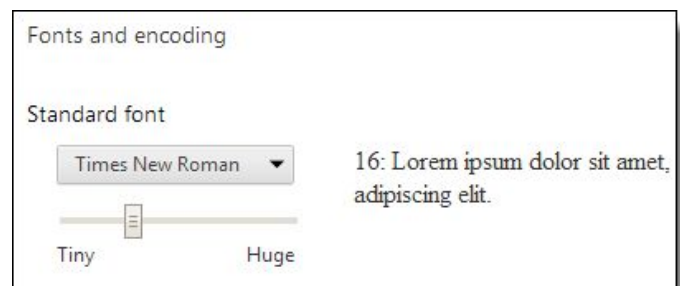 Fonts and encoding
Standard font
Times New Roman
16: Lorem ipsum dolor sit amet,
adipiscing elit.
Tiny
Huge